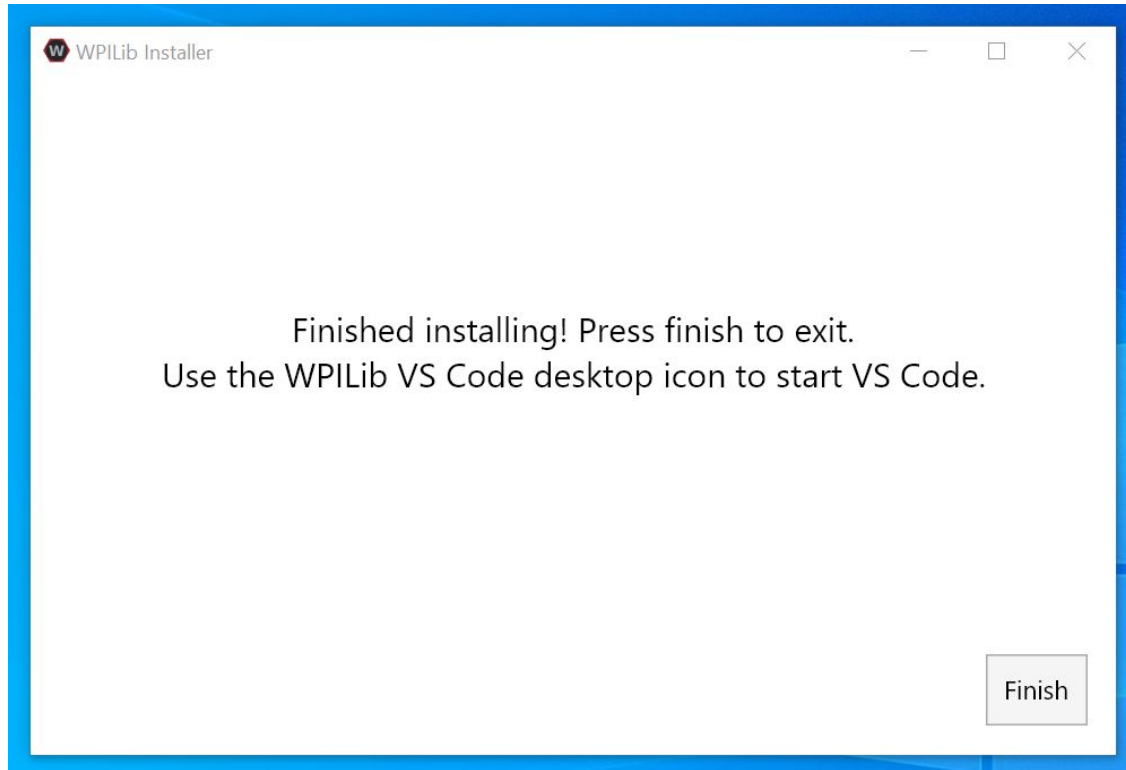 W WPILib Installer
Finished installing! Press finish to exit.
Use the WPILib VS Code desktop icon to start VS Code.
Finish